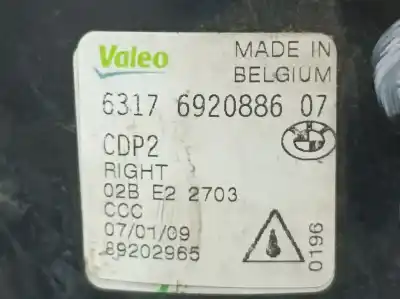 Valeo
MADE IN
BELGIUM
6317 6920886 07
CDP2
RIGHT
02B E2 2703
CCC
07/01/09
89202965
0196